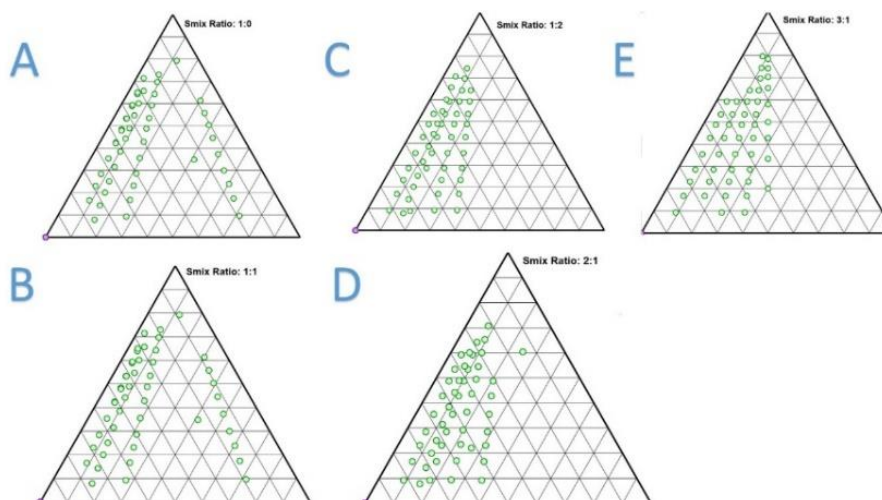 A
Smix Ratio: 1:0
C
Smix Ratio: 1:2
E
Smix Ratio: 3:1
B
Smix Ratio: 1:1
D
Smix Ratio: 2:1